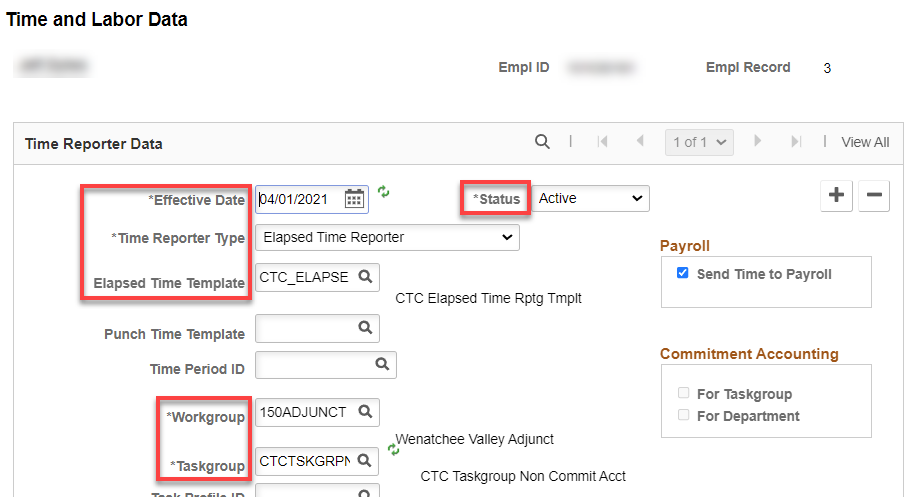 Time and Labor Data
Empl ID Empl Record 3
Time Reporter Data 1 of 1 View All
*Effective Date 04/01/2021 *Status Active
*Time Reporter Type Elapsed Time Reporter
Payroll
Elapsed Time Template CTC_ELAPSE Send Time to Payroll
CTC Elapsed Time Rptg Tmplt
Punch Time Template
Commitment Accounting
Time Period ID
For Taskgroup
*Workgroup 150ADJUNCT For Department
Wenatchee Valley Adjunct
*Taskgroup CTCTSKGRPN
CTC Taskgroup Non Commit Acct
Task Profile ID